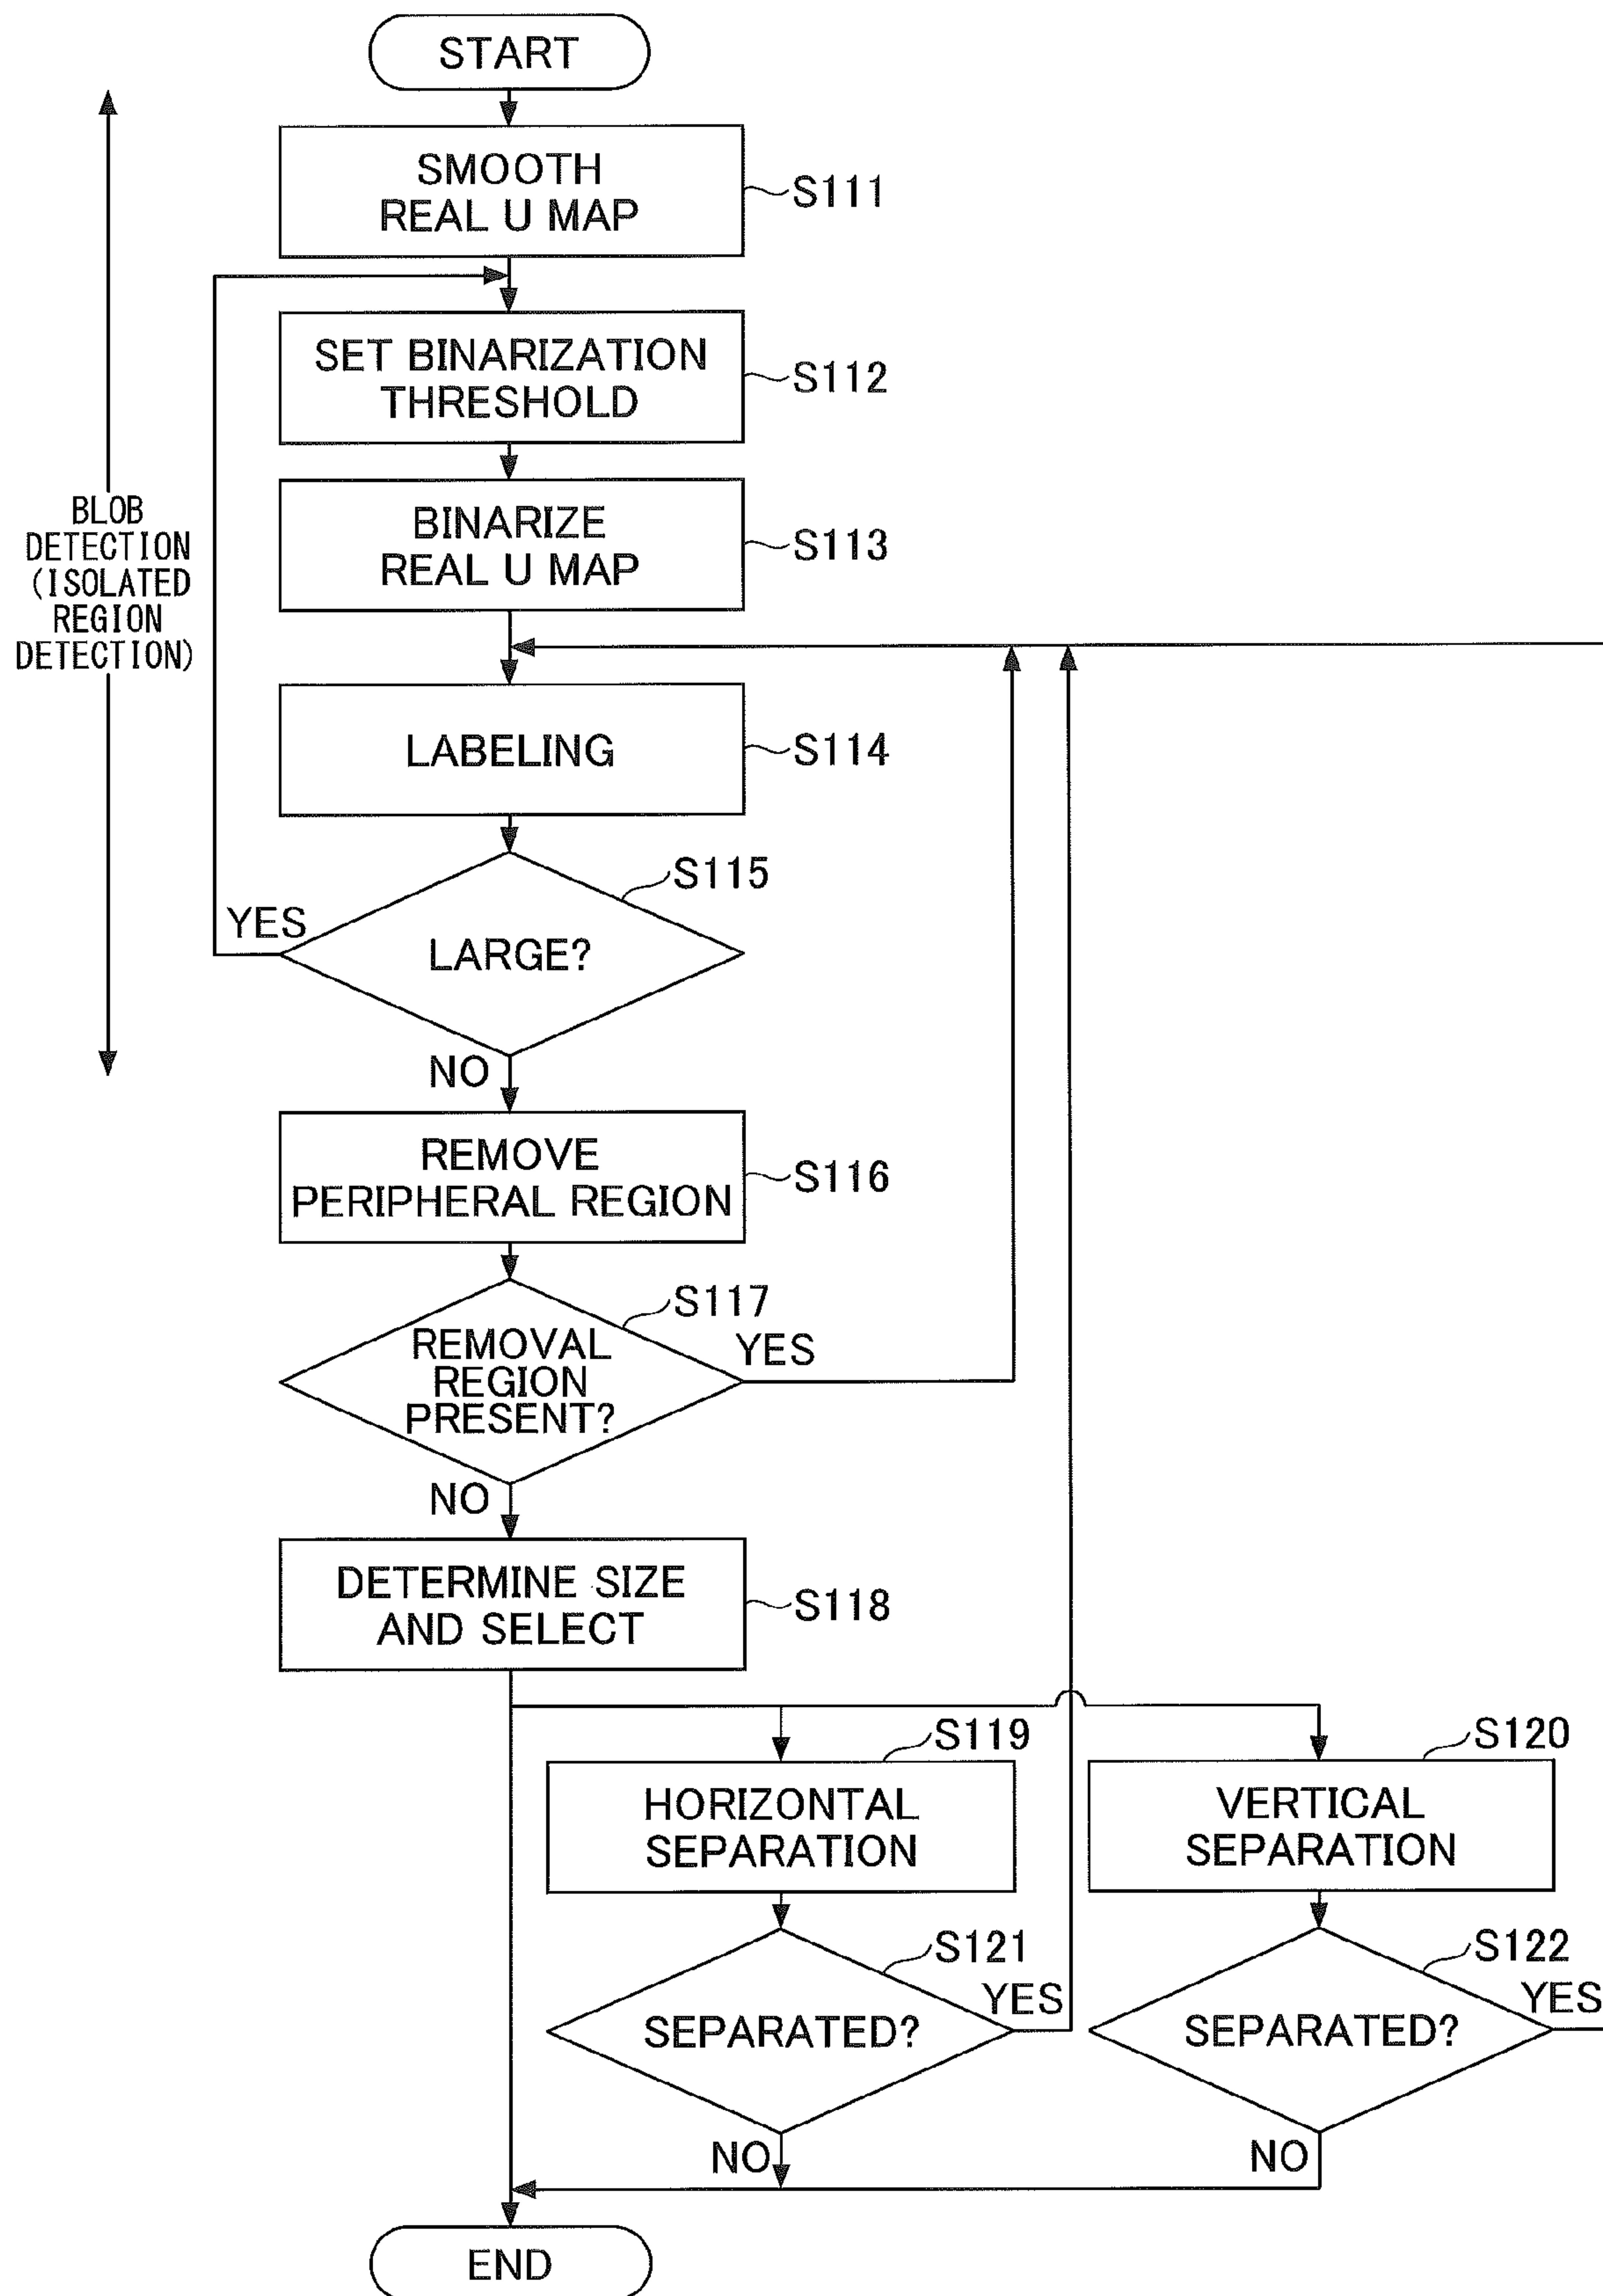 START
SMOOTH
REAL U MAP
S111
SET BINARIZATION
THRESHOLD
S112
BINARIZE
REAL U MAP
S113
BLOB
DETECTION
(ISOLATED
REGION
DETECTION)
LABELING
S114
S115
YES
LARGE?
NO
REMOVE
PERIPHERAL REGION
S116
S117
REMOVAL
REGION
PRESENT?
YES
NO
DETERMINE SIZE
AND SELECT
S118
S119
HORIZONTAL
SEPARATION
S120
VERTICAL
SEPARATION
S121
SEPARATED?
YES
NO
S122
SEPARATED?
YES
NO
END